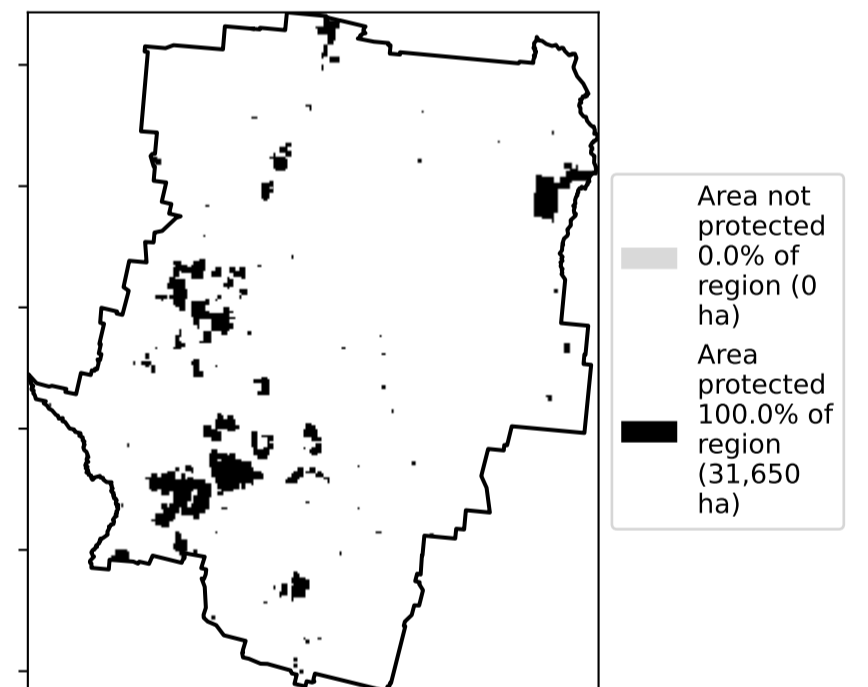 Area not
protected
0.0% of
region (0
ha)
Area
protected
100.0% of
region
(31,650
ha)